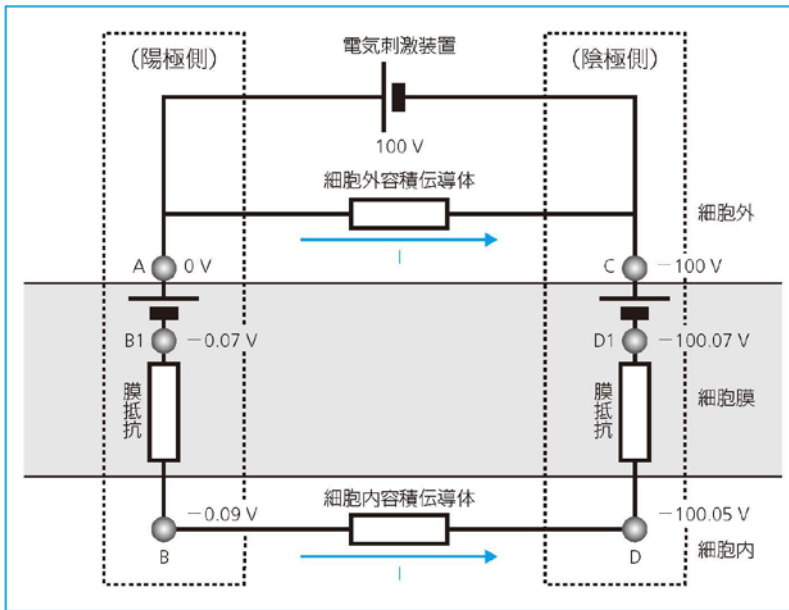 （陽極側）
電気刺激装置
（陰極側）
100 V
細胞外容積伝導体
細胞外
I
A
0 V
C
−100 V
B1
−0.07 V
D1
−100.07 V
膜抵抗
膜抵抗
細胞膜
−0.09 V
細胞内容積伝導体
−100.05 V
B
I
D
細胞内